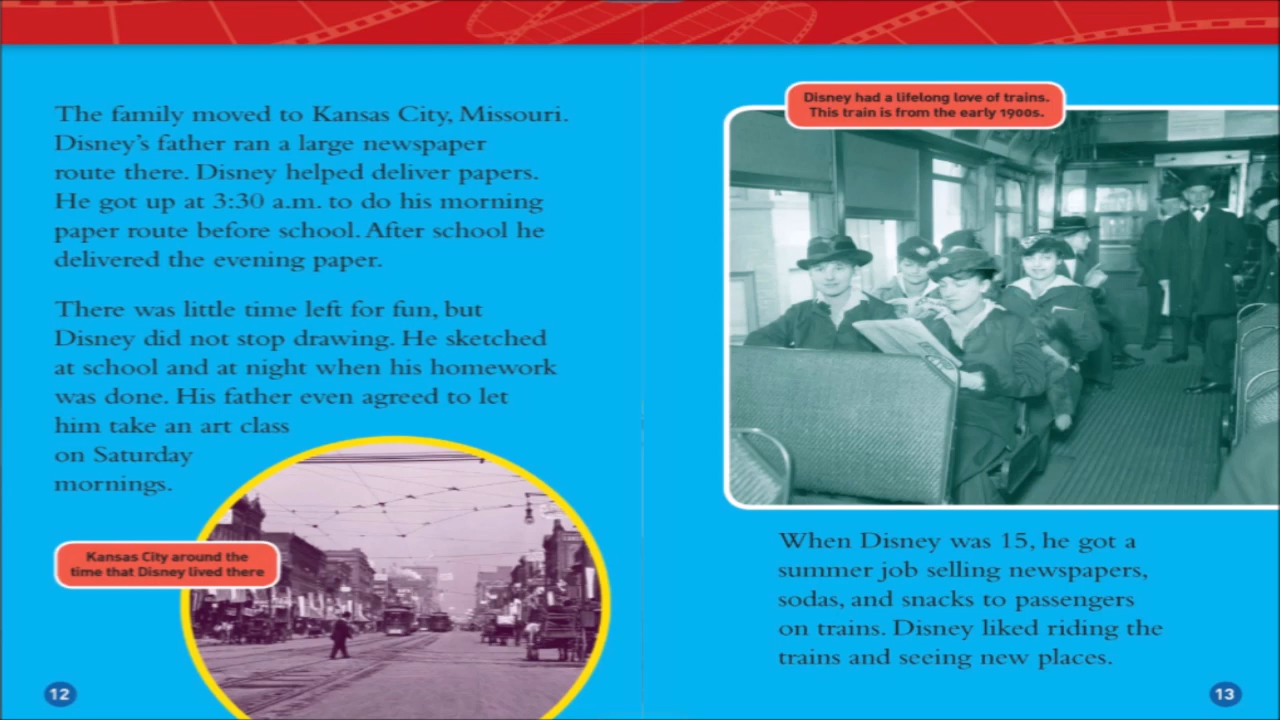 The family moved to Kansas City, Missouri.
Disney's father ran a large newspaper
route there. Disney helped deliver papers.
He got up at 3:30 a.m. to do his morning
paper route before school. After school he
delivered the evening paper.
There was little time left for fun, but
Disney did not stop drawing. He sketched
at school and at night when his homework
was done. His father even agreed to let
him take an art class
on Saturday
mornings.
Kansas City around the
time that Disney lived there
12
Disney had a lifelong love of trains.
This train is from the early 1900s.
When Disney was 15, he got a
summer job selling newspapers,
sodas, and snacks to passengers
on trains. Disney liked riding the
trains and seeing new places.
13